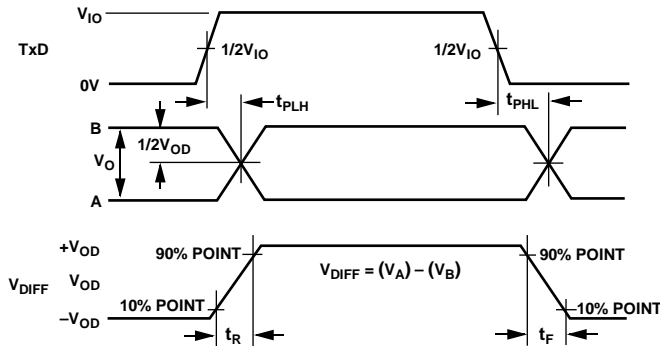 V_IO
TxD
1/2V_IO
1/2V_IO
0V
t_PLH
t_PHL
B
1/2V_OD
V_O
A
+V_OD
90% POINT
90% POINT
V_DIFF = (V_A) – (V_B)
V_DIFF
V_OD
10% POINT
10% POINT
–V_OD
t_R
t_F